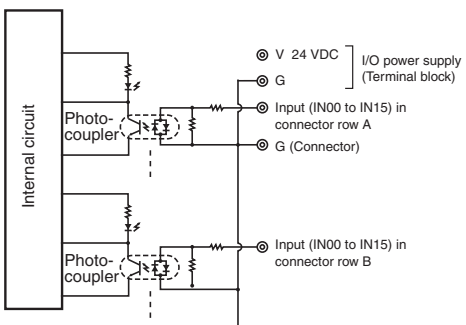 Internal circuit
V 24 VDC
G
I/O power supply
(Terminal block)
Photo-
coupler
Input (IN00 to IN15) in
connector row A
G (Connector)
Photo-
coupler
Input (IN00 to IN15) in
connector row B